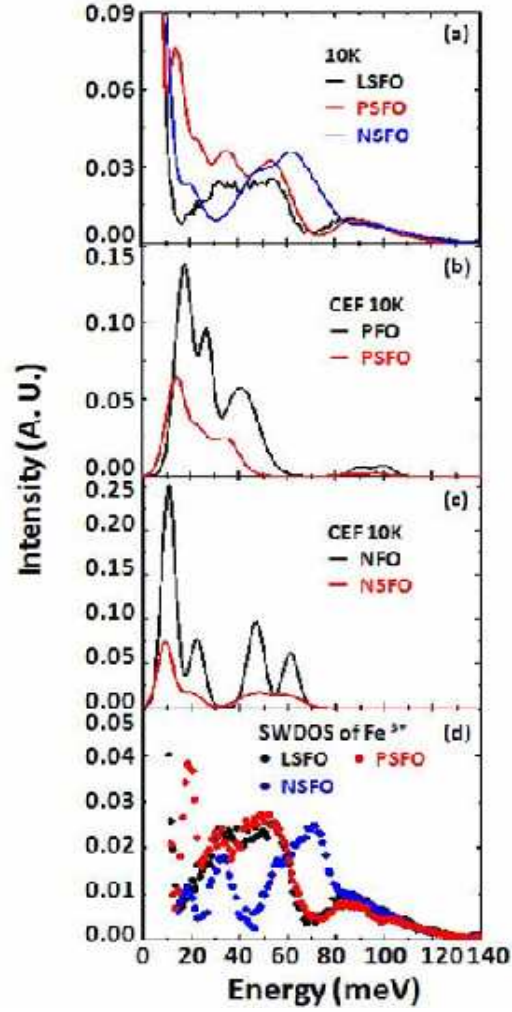 0.09
(a)
10K
LSFO
PSFO
NSFO
0.06
0.03
0.00
0.15
(b)
CEF 10K
PFO
PSFO
0.10
0.05
0.00
0.25
(c)
CEF 10K
NFO
NSFO
0.20
0.15
0.10
0.05
0.00
0.05
SWDOS of Fe 3+
(d)
LSFO PSFO
NSFO
0.04
0.03
0.02
0.01
0.00
0 20 40 60 80 100 120 140
Energy (meV)
Intensity (A. U.)